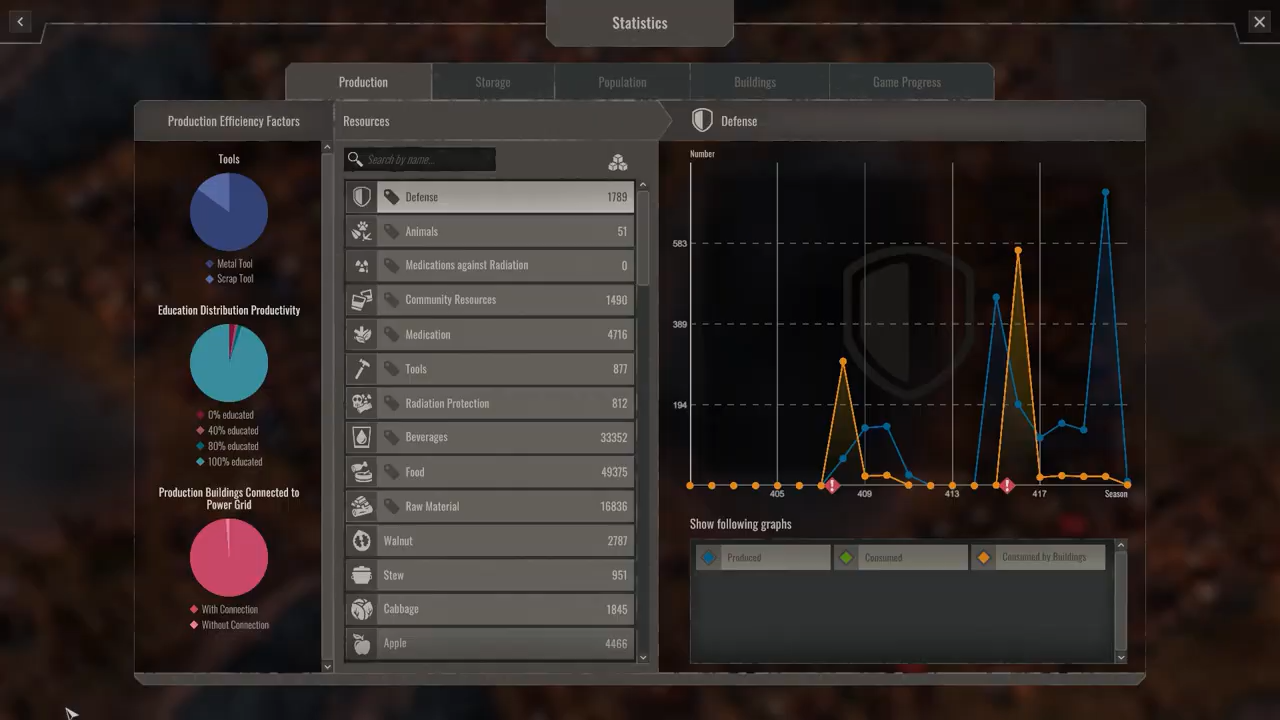 Statistics
Production
Storage
Population
Buildings
Game Progress
Production Efficiency Factors
Tools
Metal Tool
Scrap Tool
Education Distribution Productivity
0% educated
40% educated
80% educated
100% educated
Production Buildings Connected to
Power Grid
With Connection
Without Connection
Resources
Search by name...
Defense 1789
Animals 51
Medications against Radiation 0
Community Resources 1490
Medication 4716
Tools 877
Radiation Protection 812
Beverages 33352
Food 49375
Raw Material 16836
Walnut 2787
Stew 951
Cabbage 1845
Apple 4466
Defense
Number
583
389
194
405 409 413 417 Season
Show following graphs
Produced
Consumed
Consumed by Buildings